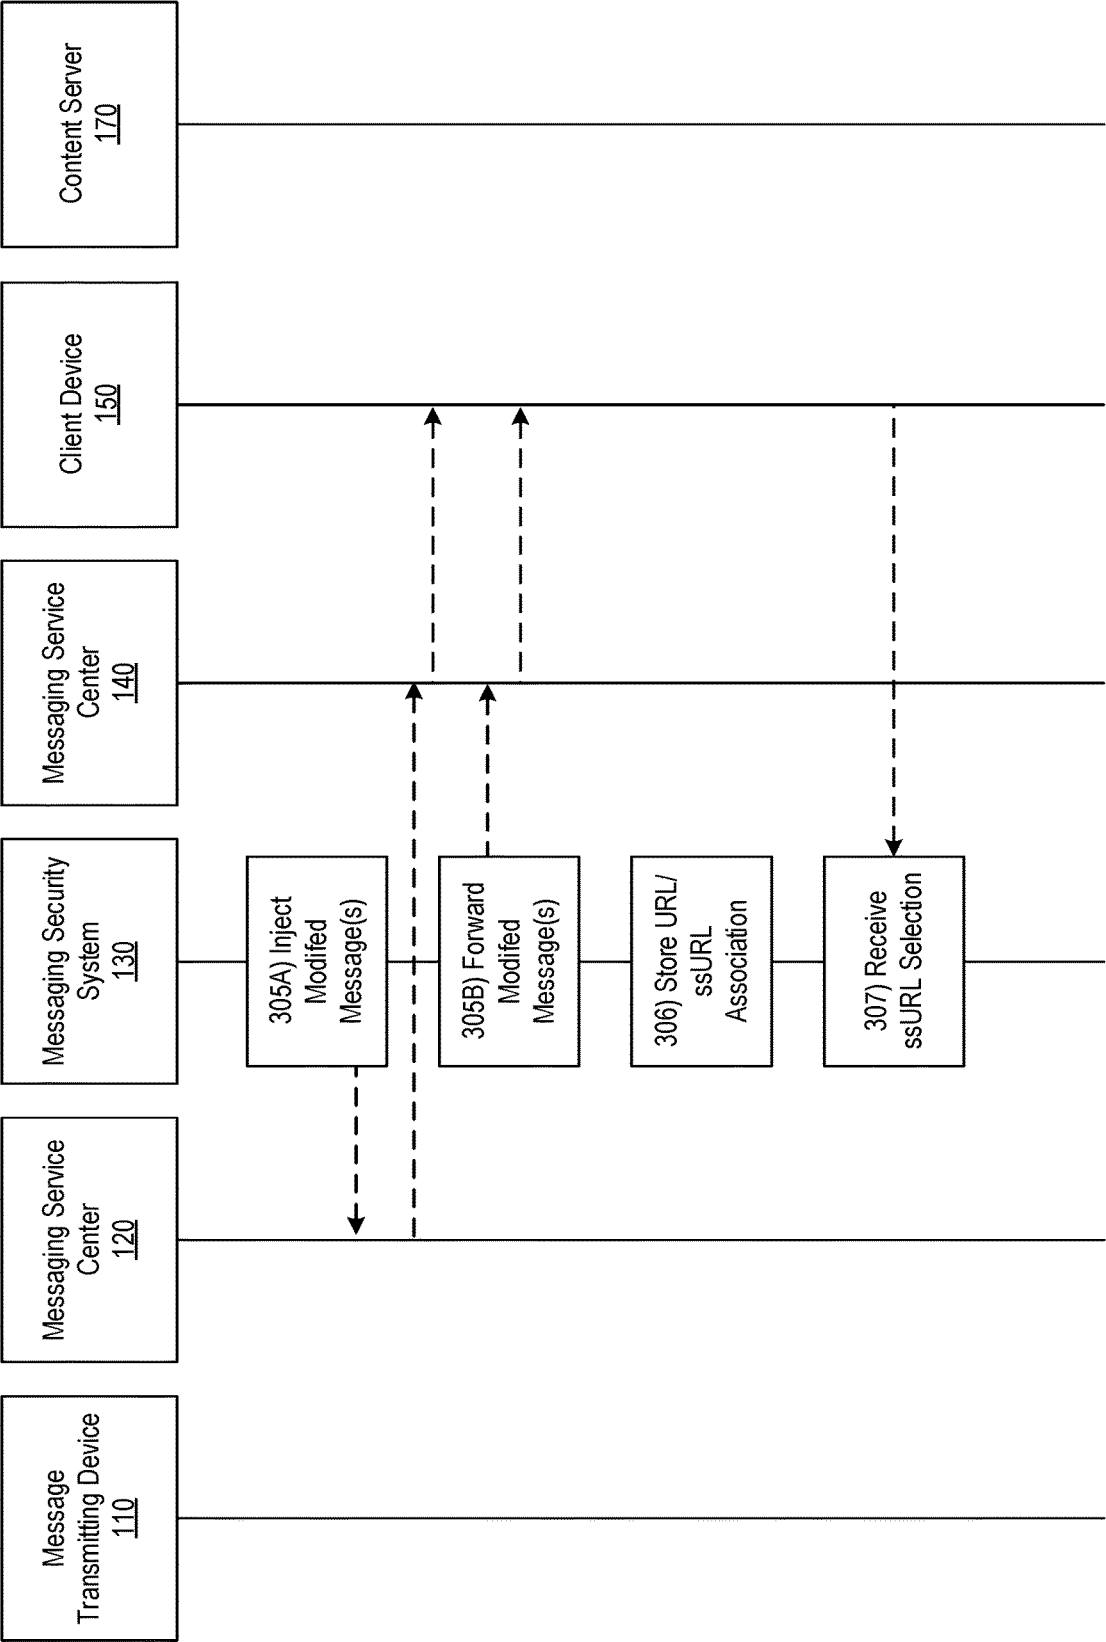 Message
Transmitting Device
110
Messaging Service
Center
120
Messaging Security
System
130
Messaging Service
Center
140
Client Device
150
Content Server
170
305A) Inject
Modifed
Message(s)
305B) Forward
Modifed
Message(s)
306) Store URL/
ssURL
Association
307) Receive
ssURL Selection